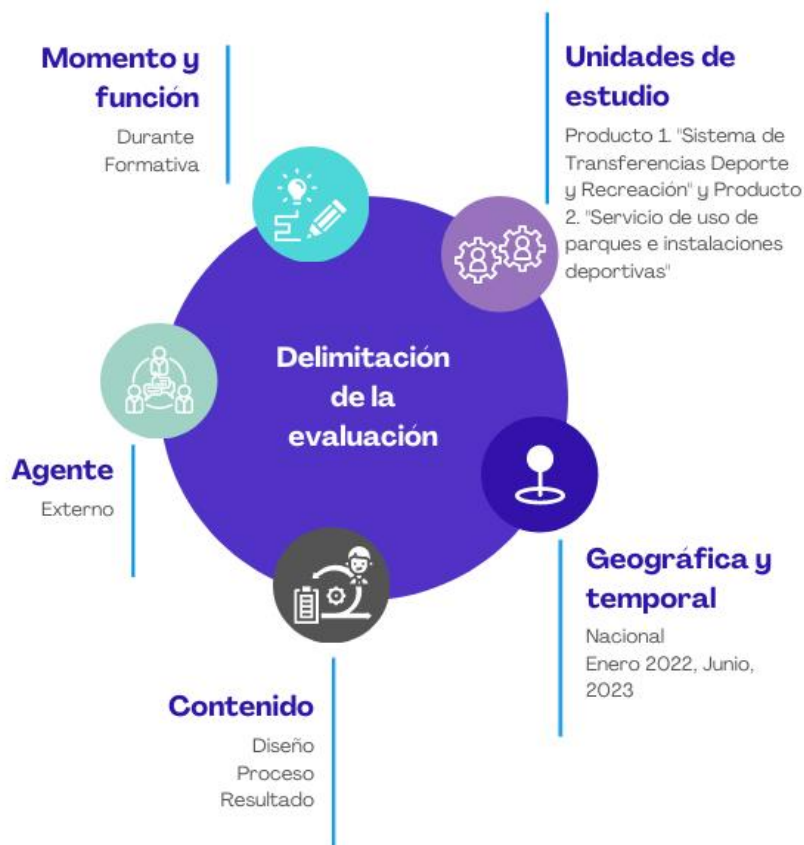 Momento y
función
Durante
Formativa
Unidades de
estudio
Producto 1. "Sistema de
Transferencias Deporte
y Recreación" y Producto
2. "Servicio de uso de
parques e instalaciones
deportivas"
Delimitación
de la
evaluación
Agente
Externo
Geográfica y
temporal
Nacional
Enero 2022, Junio,
2023
Contenido
Diseño
Proceso
Resultado